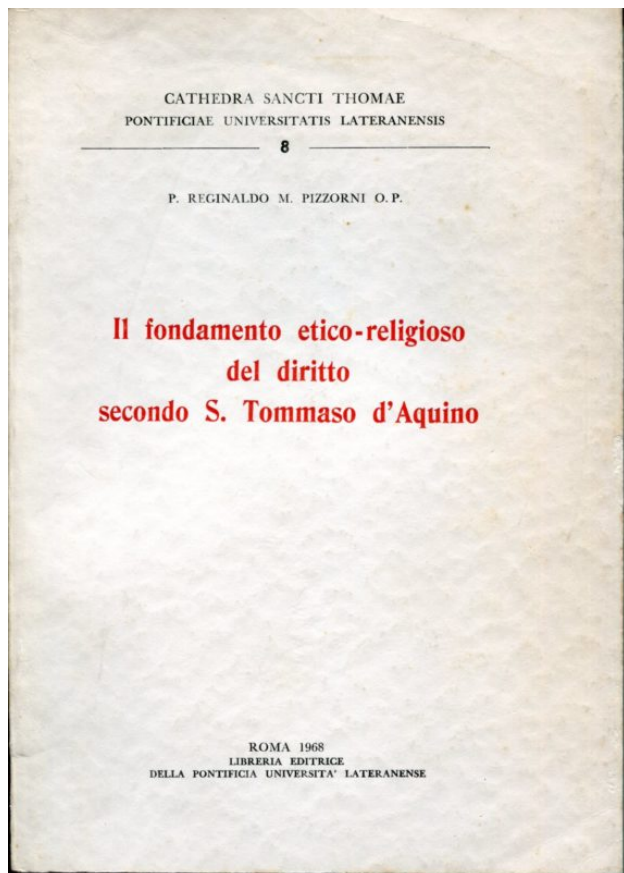 CATHEDRA SANCTI THOMAE
PONTIFICIAE UNIVERSITATIS LATERANENSIS
8
P. REGINALDO M. PIZZORNI O. P.
Il fondamento etico-religioso
del diritto
secondo S. Tommaso d'Aquino
ROMA 1968
LIBRERIA EDITRICE
DELLA PONTIFICIA UNIVERSITA' LATERANENSE